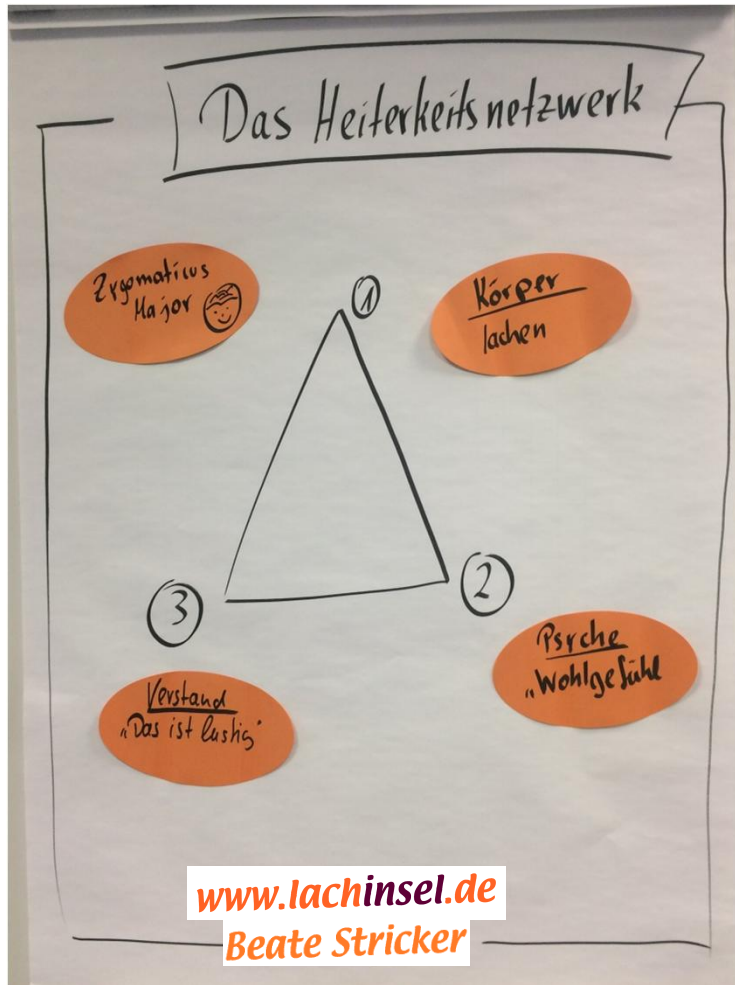 Das Heiterkeitsnetzwerk
Zygomaticus
Major
1
Körper
lachen
3
2
Psyche
„Wohlgefühl
Verstand
„Das ist lustig"
www.lachinsel.de
Beate Stricker